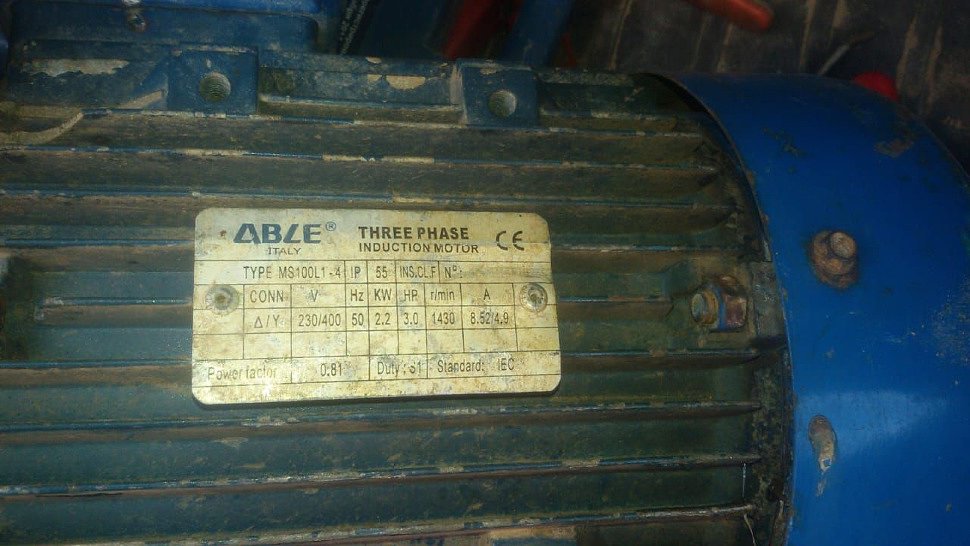 ABLE®
ITALY
THREE PHASE
INDUCTION MOTOR
CE
TYPE MS100L1-4 IP 55 INS.CL.F N°:
CONN V Hz KW HP r/min A
Δ/Y 230/400 50 2.2 3.0 1430 8.52/4.9
Power factor 0.81 Duty: S1 Standard: IEC